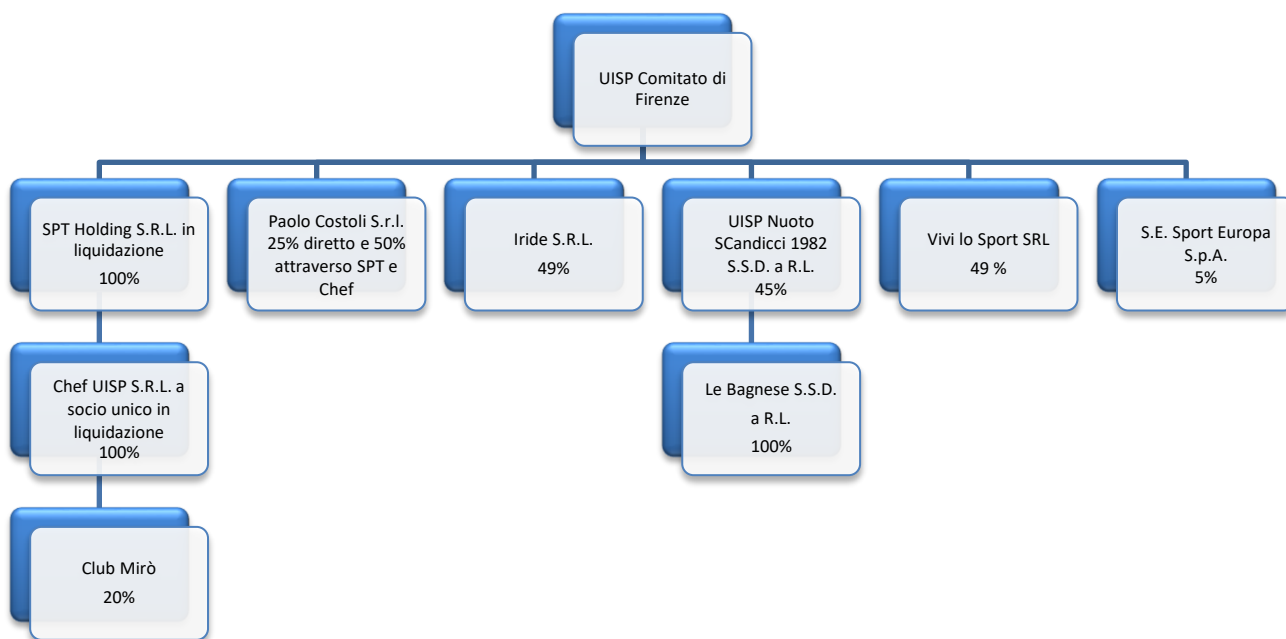 UISP Comitato di
Firenze
SPT Holding S.R.L. in
liquidazione
100%
Paolo Costoli S.r.l.
25% diretto e 50%
attraverso SPT e
Chef
Iride S.R.L.
49%
UISP Nuoto
SCandicci 1982
S.S.D. a R.L.
45%
Vivi lo Sport SRL
49 %
S.E. Sport Europa
S.p.A.
5%
Chef UISP S.R.L. a
socio unico in
liquidazione
100%
Le Bagnese S.S.D.
a R.L.
100%
Club Mirò
20%